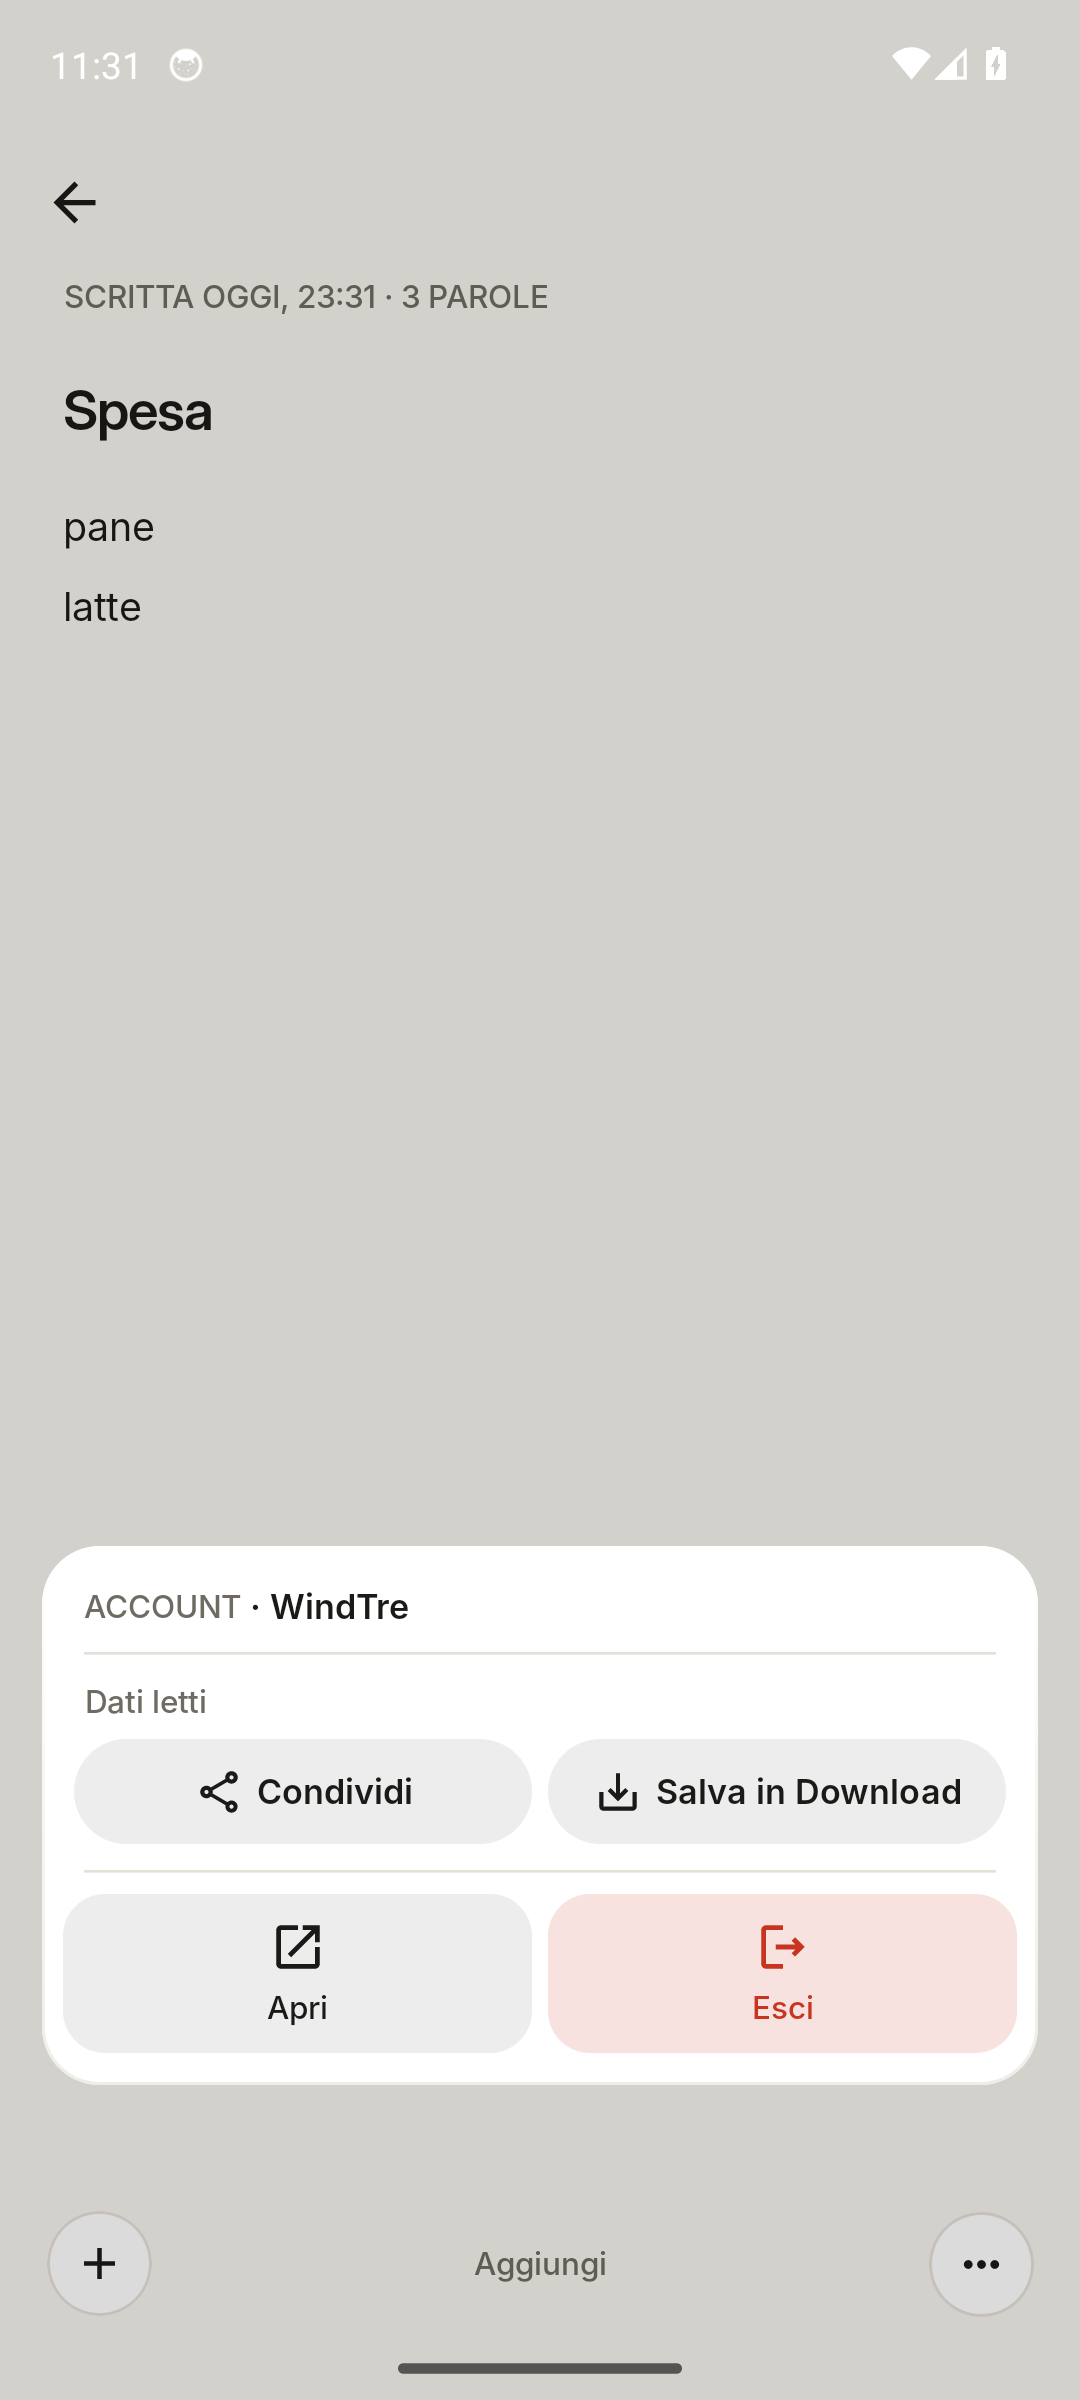 11:31
SCRITTA OGGI, 23:31 · 3 PAROLE
Spesa
pane
latte
ACCOUNT · WindTre
Dati letti
Condividi
Salva in Download
Apri
Esci
Aggiungi